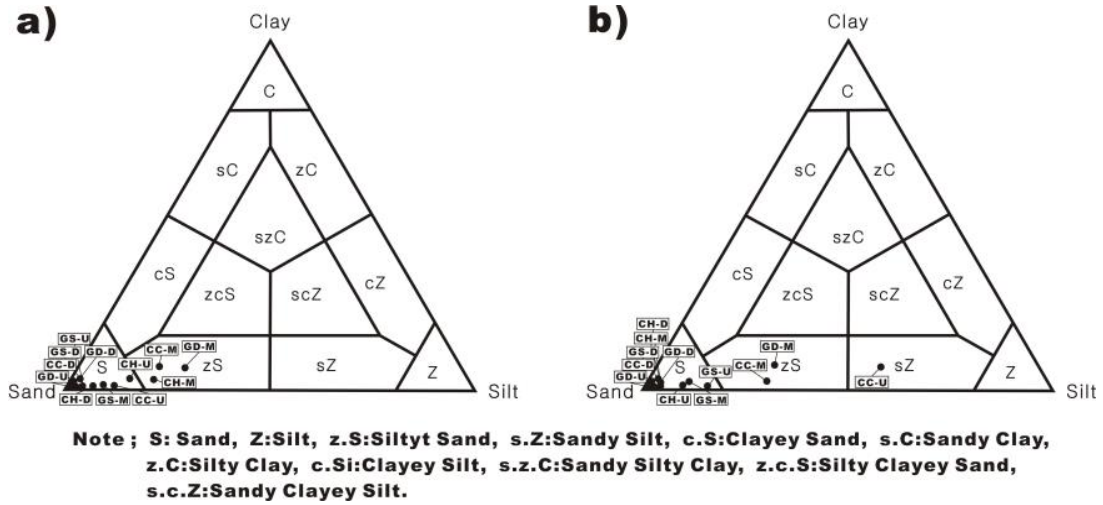 a)
Clay
C
sC
zC
szC
cS
zcS
scZ
cZ
GS-U
GS-D
GD-D
CC-D
GD-U
S
CH-U
CC-M
GD-M
zS
sZ
Z
CH-M
Sand
CH-D
GS-M
CC-U
Silt
b)
Clay
C
sC
zC
szC
cS
zcS
scZ
cZ
CH-D
CH-M
GS-D
GD-D
CC-D
GD-U
S
GS-U
CC-M
GD-M
zS
sZ
CC-U
Z
Sand
CH-U
GS-M
Silt
Note ; S: Sand, Z:Silt, z.S:Siltyt Sand, s.Z:Sandy Silt, c.S:Clayey Sand, s.C:Sandy Clay,
z.C:Silty Clay, c.Si:Clayey Silt, s.z.C:Sandy Silty Clay, z.c.S:Silty Clayey Sand,
s.c.Z:Sandy Clayey Silt.